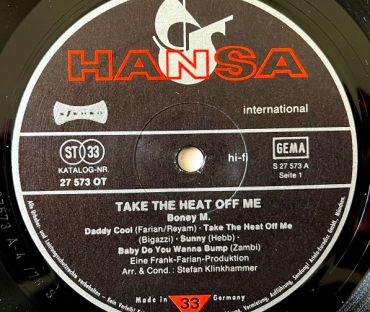 HANSA
stereo
international
ST 33
KATALOG-NR.
27 573 OT
hi-fi
GEMA
S 27 573 A
Seite 1
TAKE THE HEAT OFF ME
Boney M.
Daddy Cool (Farian/Reyam) · Take The Heat Off Me
(Bigazzi) · Sunny (Hebb) ·
Baby Do You Wanna Bump (Zambi)
Eine Frank-Farian-Produktion
Arr. & Cond.: Stefan Klinkhammer
Made in 33 Germany